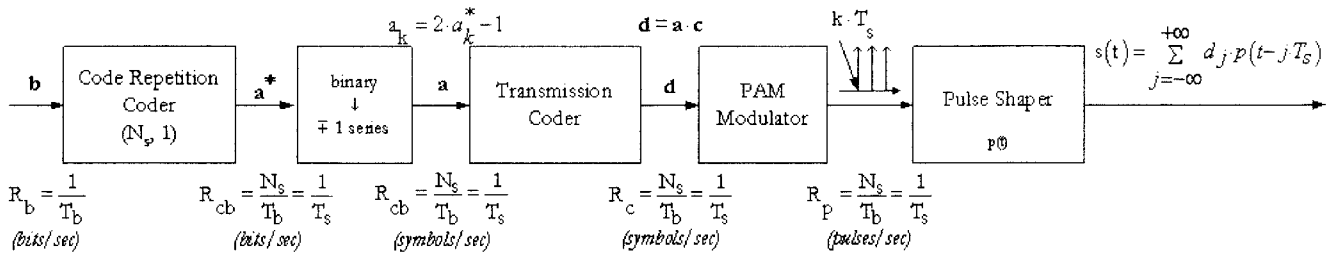 a_k = 2·a_k^* −1
d = a · c
k · T_s
s(t) = +∞ ∑ j=−∞ d_j·p(t−j·T_S)
b
Code Repetition
Coder
(N_s, 1)
a*
binary
↓
∓ 1 series
a
Transmission
Coder
d
PAM
Modulator
Pulse Shaper
p(t)
R_b = 1/T_b
(bits/sec)
R_cb = N_s/T_b = 1/T_s
(bits/sec)
R_cb = N_s/T_b = 1/T_s
(symbols/sec)
R_c = N_s/T_b = 1/T_s
(symbols/sec)
R_p = N_s/T_b = 1/T_s
(pulses/sec)